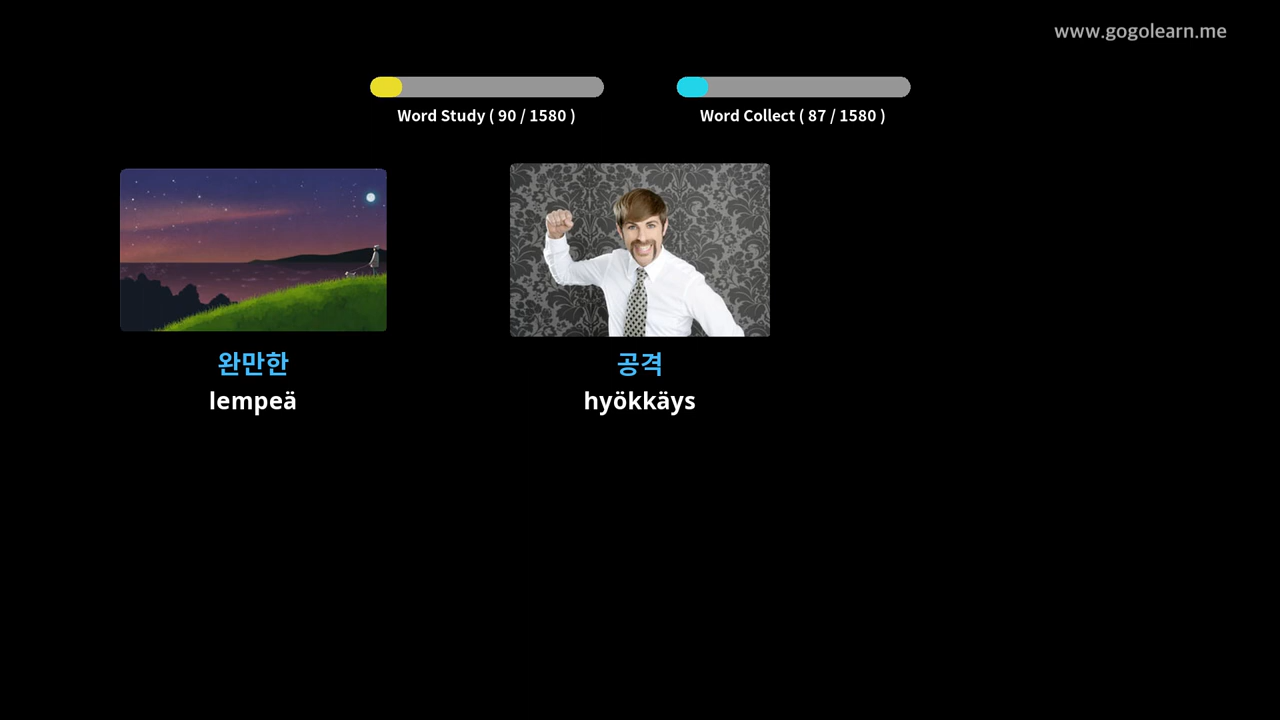 www.gogolearn.me
Word Study ( 90 / 1580 )
Word Collect ( 87 / 1580 )
완만한
lempeä
공격
hyökkäys